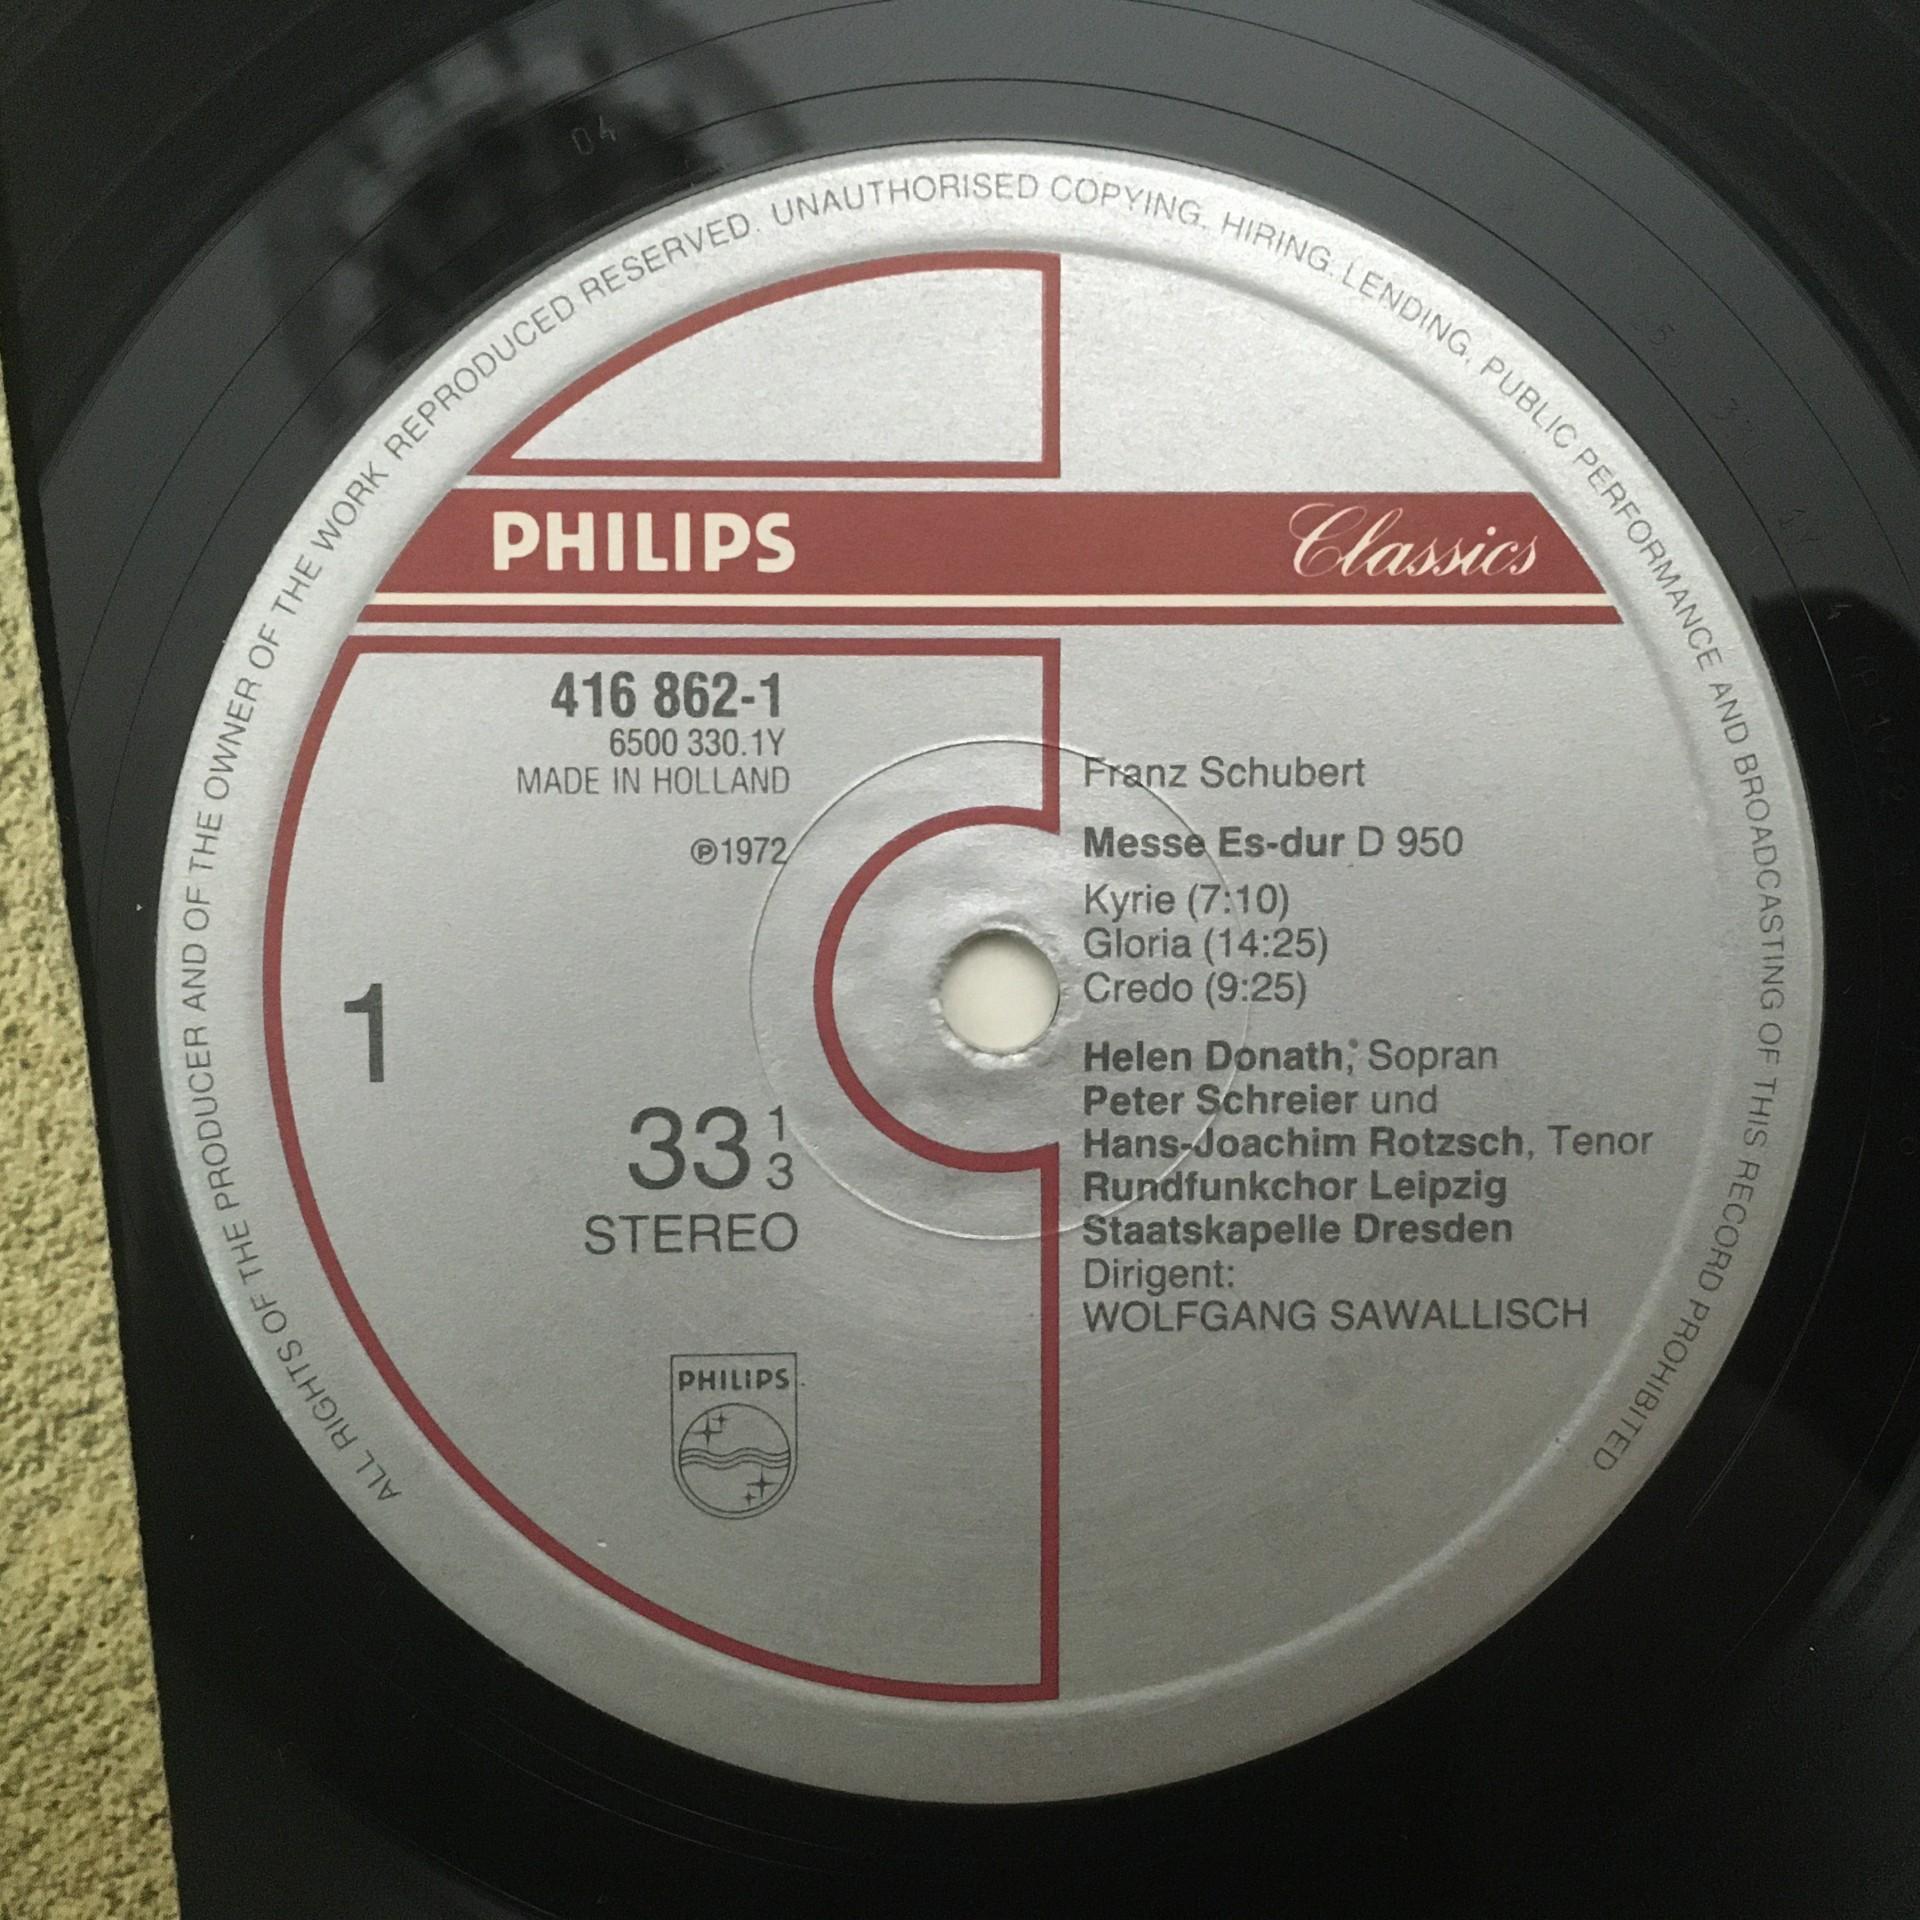 ALL RIGHTS OF THE PRODUCER AND OF THE OWNER OF THE WORK REPRODUCED RESERVED. UNAUTHORISED COPYING, HIRING, LENDING, PUBLIC PERFORMANCE AND BROADCASTING OF THIS RECORD PROHIBITED
04
PHILIPS Classics
416 862-1
6500 330.1Y
MADE IN HOLLAND
℗1972
1
33 1/3
STEREO
PHILIPS
Franz Schubert
Messe Es-dur D 950
Kyrie (7:10)
Gloria (14:25)
Credo (9:25)
Helen Donath, Sopran
Peter Schreier und
Hans-Joachim Rotzsch, Tenor
Rundfunkchor Leipzig
Staatskapelle Dresden
Dirigent:
WOLFGANG SAWALLISCH